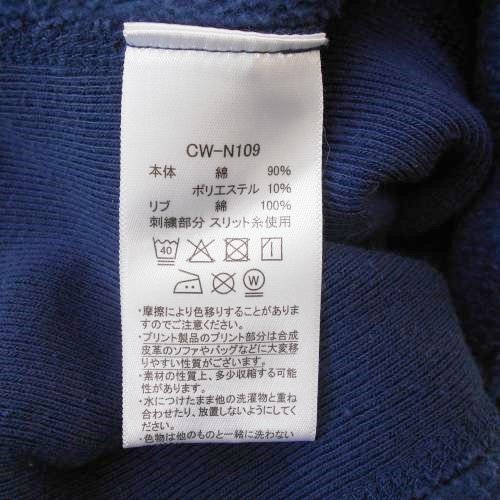 CW-N109
本体 綿 90%
ポリエステル 10%
リブ 綿 100%
刺繍部分 スリット糸使用
40
W
・摩擦により色移りすることがありま
すのでご注意ください。
・プリント製品のプリント部分は合成
皮革のソファやバッグなどに大変移
りやすい性質がございます。
・素材の性質上、多少収縮する可能
性があります。
・水につけたまま他の洗濯物と重ね
合わせたり、放置しないようにしてく
ださい。
・色物は他のものと一緒に洗わない